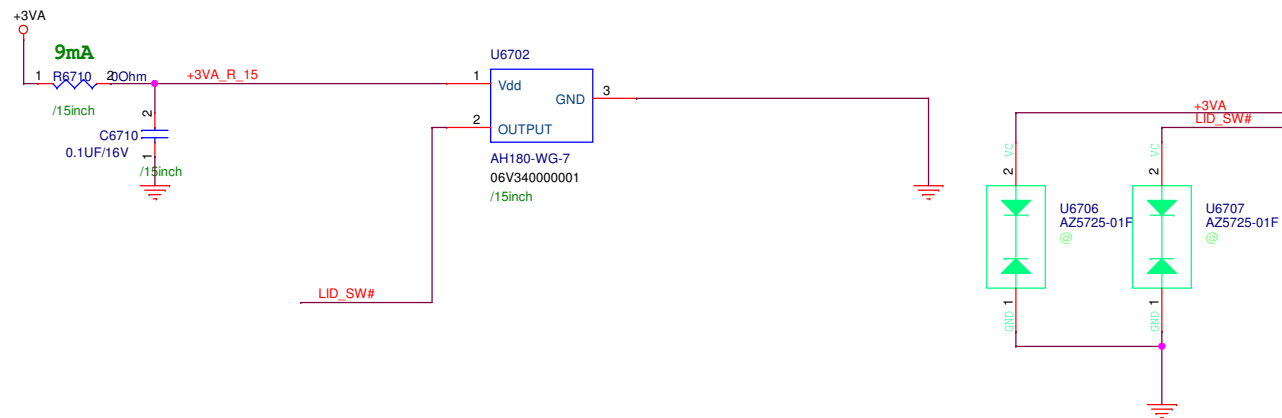 +3VA
9mA
1
R6710
2
0Ohm
+3VA_R_15
/15inch
2
C6710
0.1UF/16V
1
/15inch
U6702
1
Vdd
GND
3
2
OUTPUT
AH180-WG-7
06V340000001
/15inch
LID_SW#
+3VA
LID_SW#
VC
2
U6706
AZ5725-01F
@
1
GND
VC
2
U6707
AZ5725-01F
@
1
GND